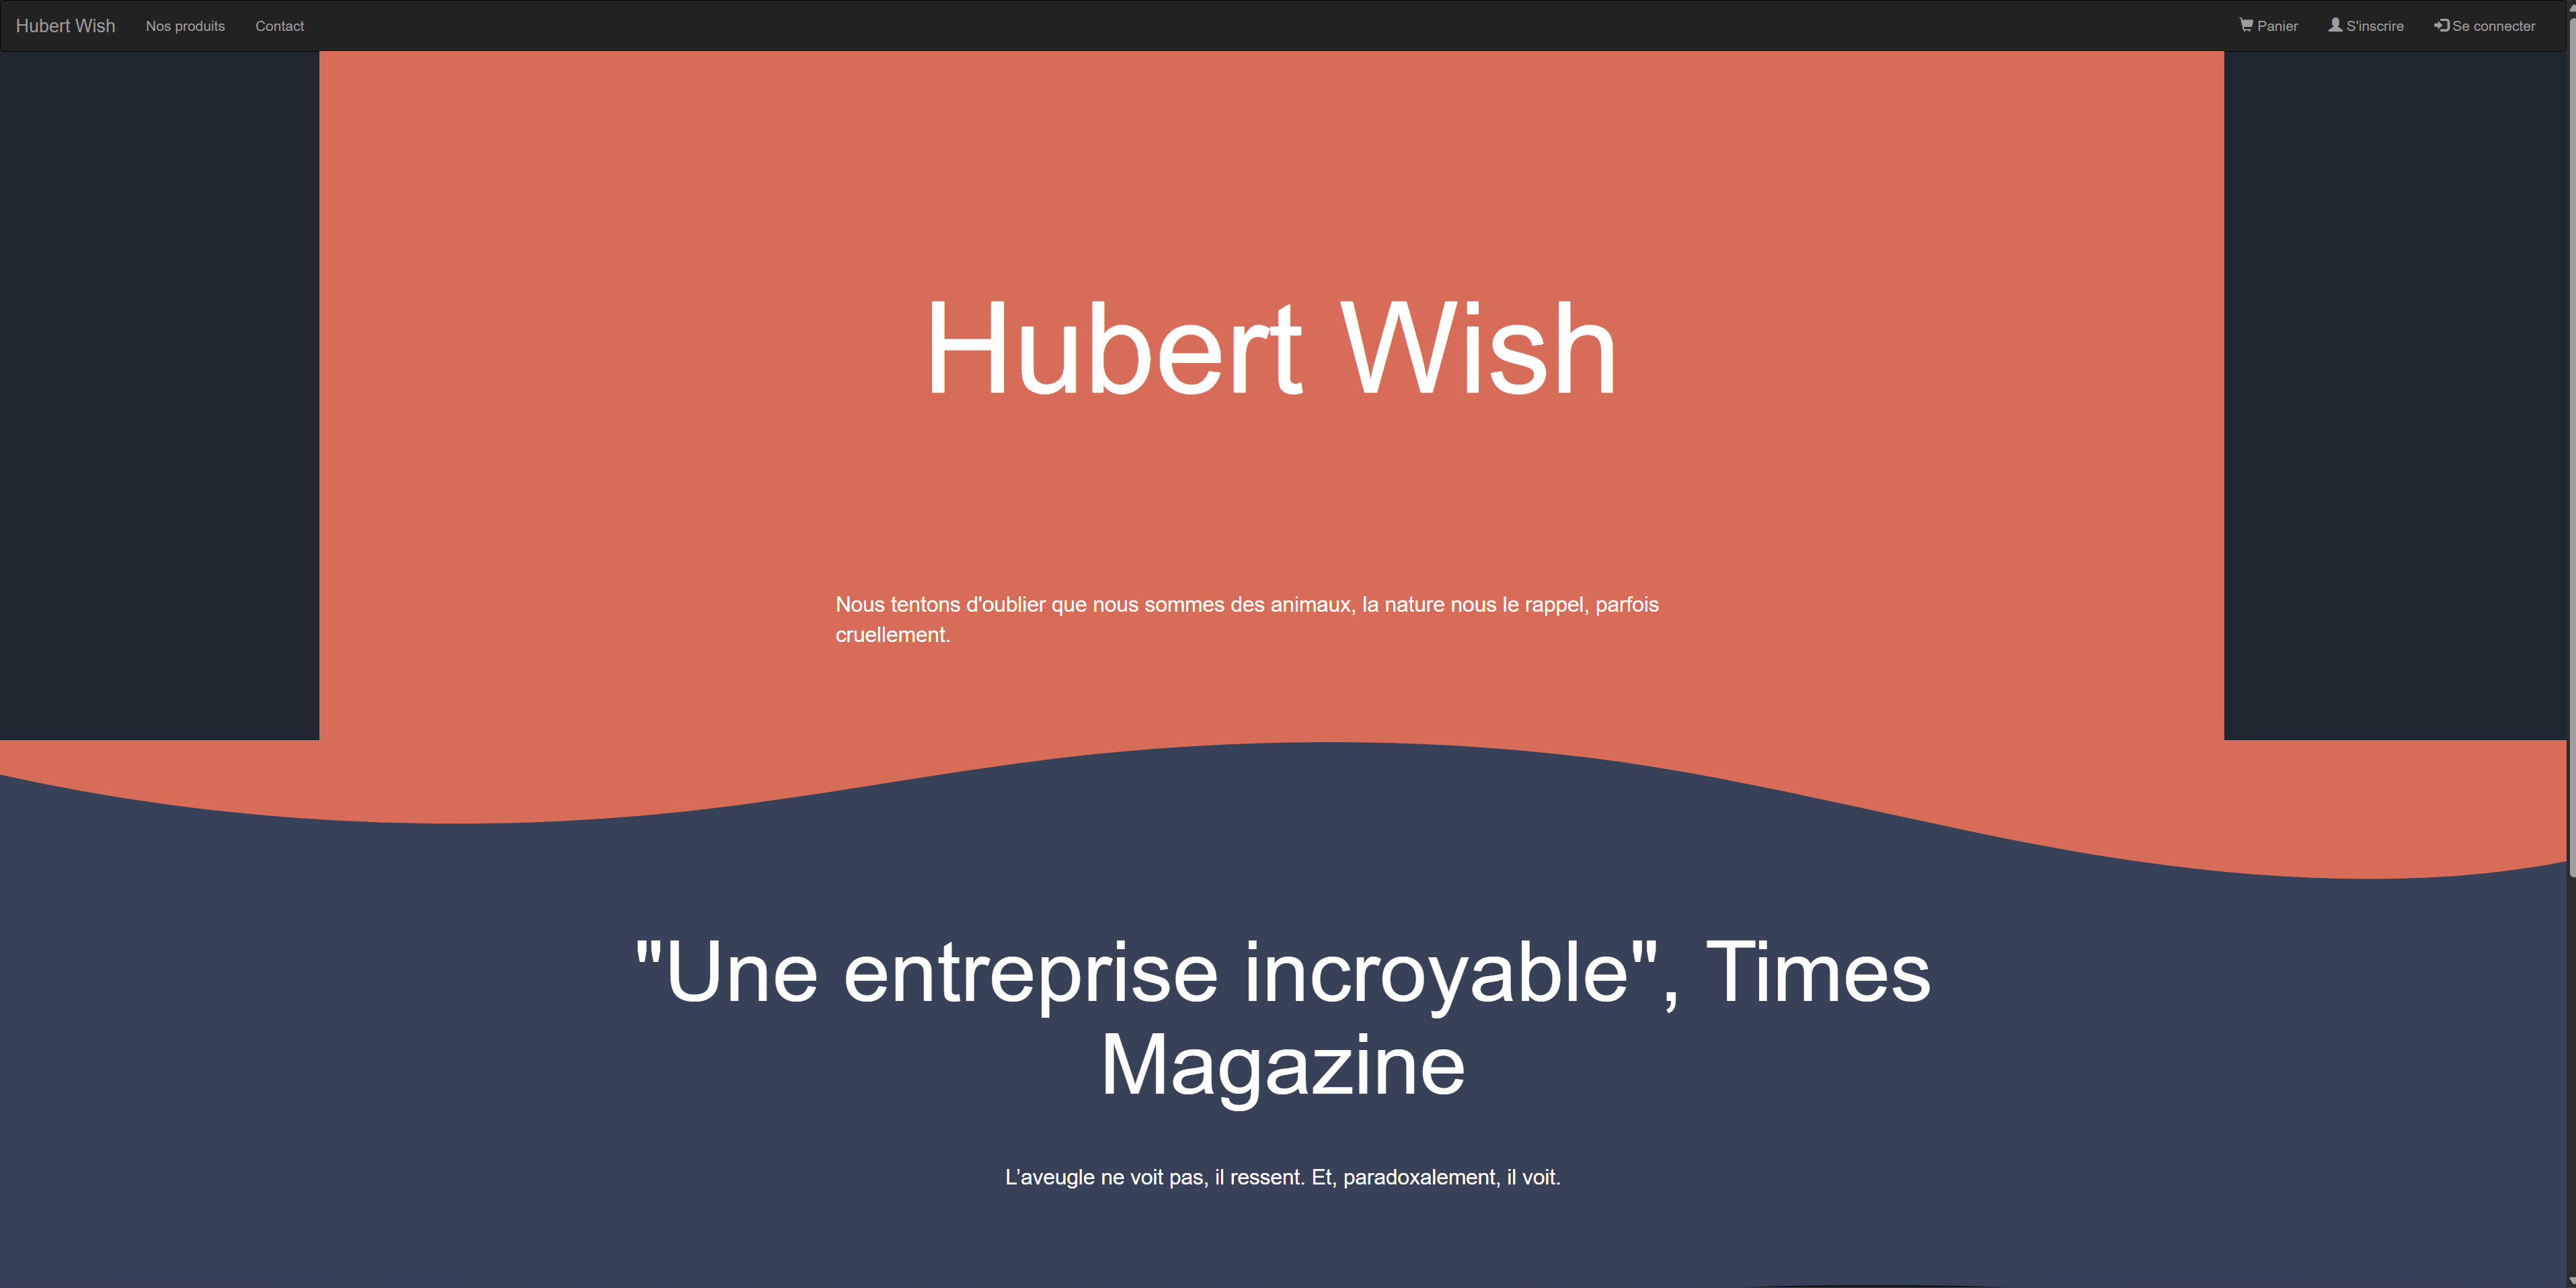 Hubert Wish Nos produits Contact Panier S'inscrire Se connecter
Hubert Wish
Nous tentons d'oublier que nous sommes des animaux, la nature nous le rappel, parfois
cruellement.
"Une entreprise incroyable", Times
Magazine
L’aveugle ne voit pas, il ressent. Et, paradoxalement, il voit.